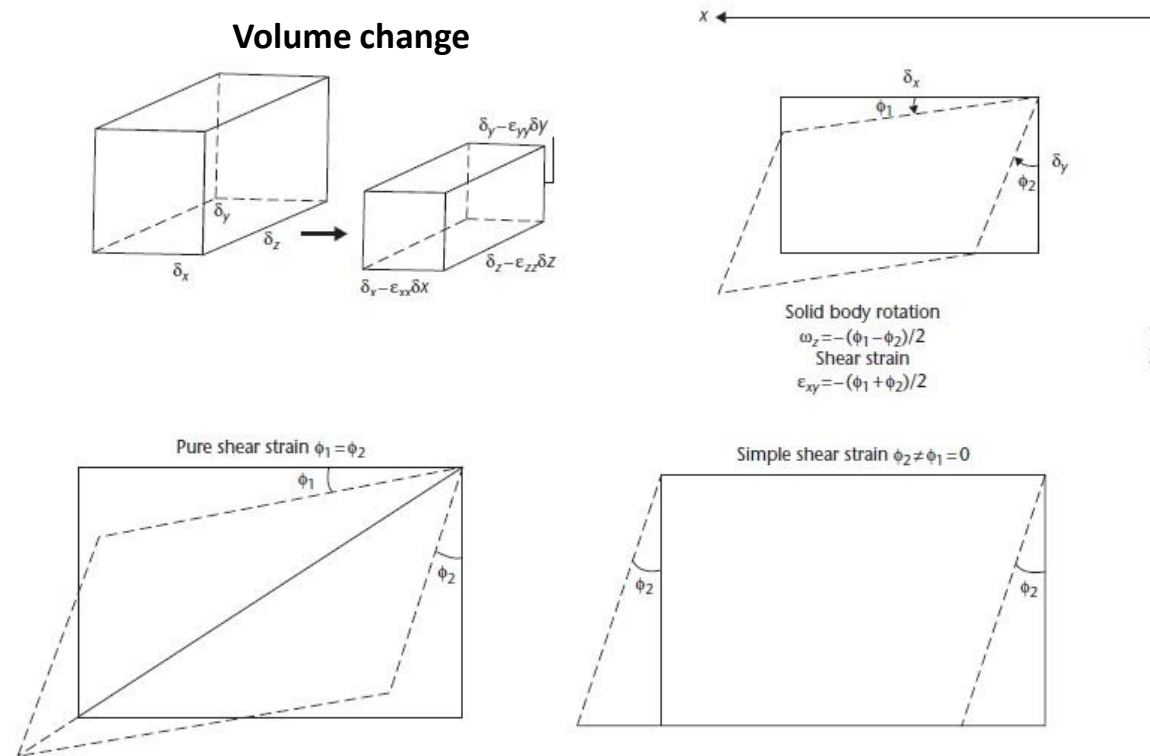 Volume change
x
δy–εyyδy
δy
δz
δx
δz–εzzδz
δx–εxxδx
δx
ϕ1
δy
ϕ2
Solid body rotation
ωz=–(ϕ1–ϕ2)/2
Shear strain
εxy=–(ϕ1+ϕ2)/2
Pure shear strain ϕ1=ϕ2
ϕ1
ϕ2
Simple shear strain ϕ2≠ϕ1=0
ϕ2
ϕ2